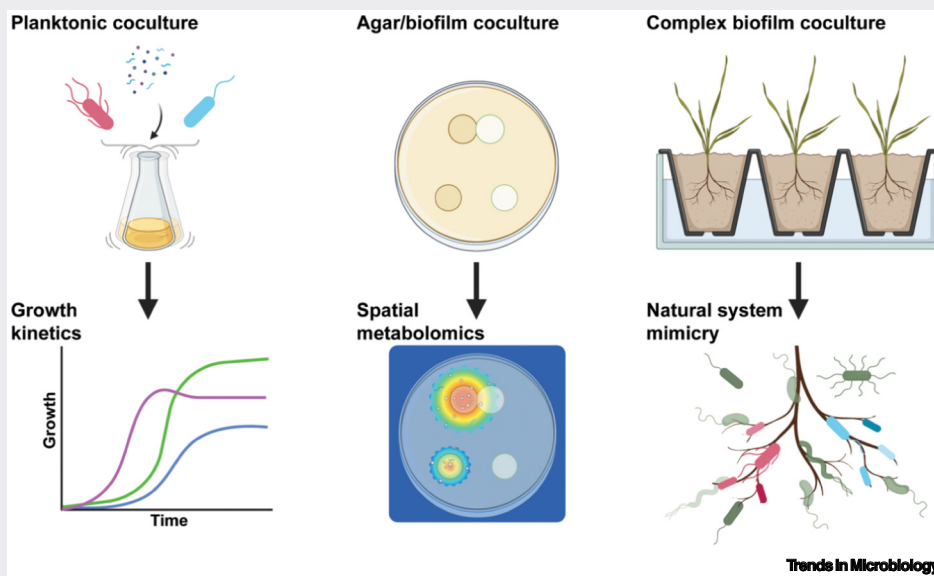 Planktonic coculture
Agar/biofilm coculture
Complex biofilm coculture
Growth
kinetics
Spatial
metabolomics
Natural system
mimicry
Growth
Time
Trends in Microbiology